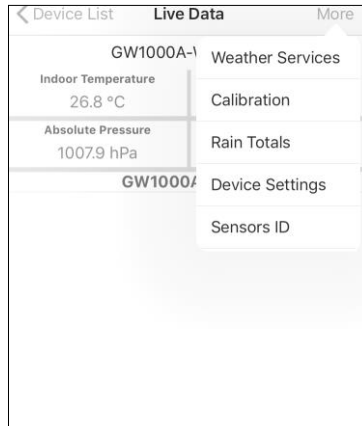 Device List Live Data More
GW1000A-
Weather Services
Indoor Temperature
26.8 °C
Calibration
Absolute Pressure
1007.9 hPa
Rain Totals
GW1000A
Device Settings
Sensors ID